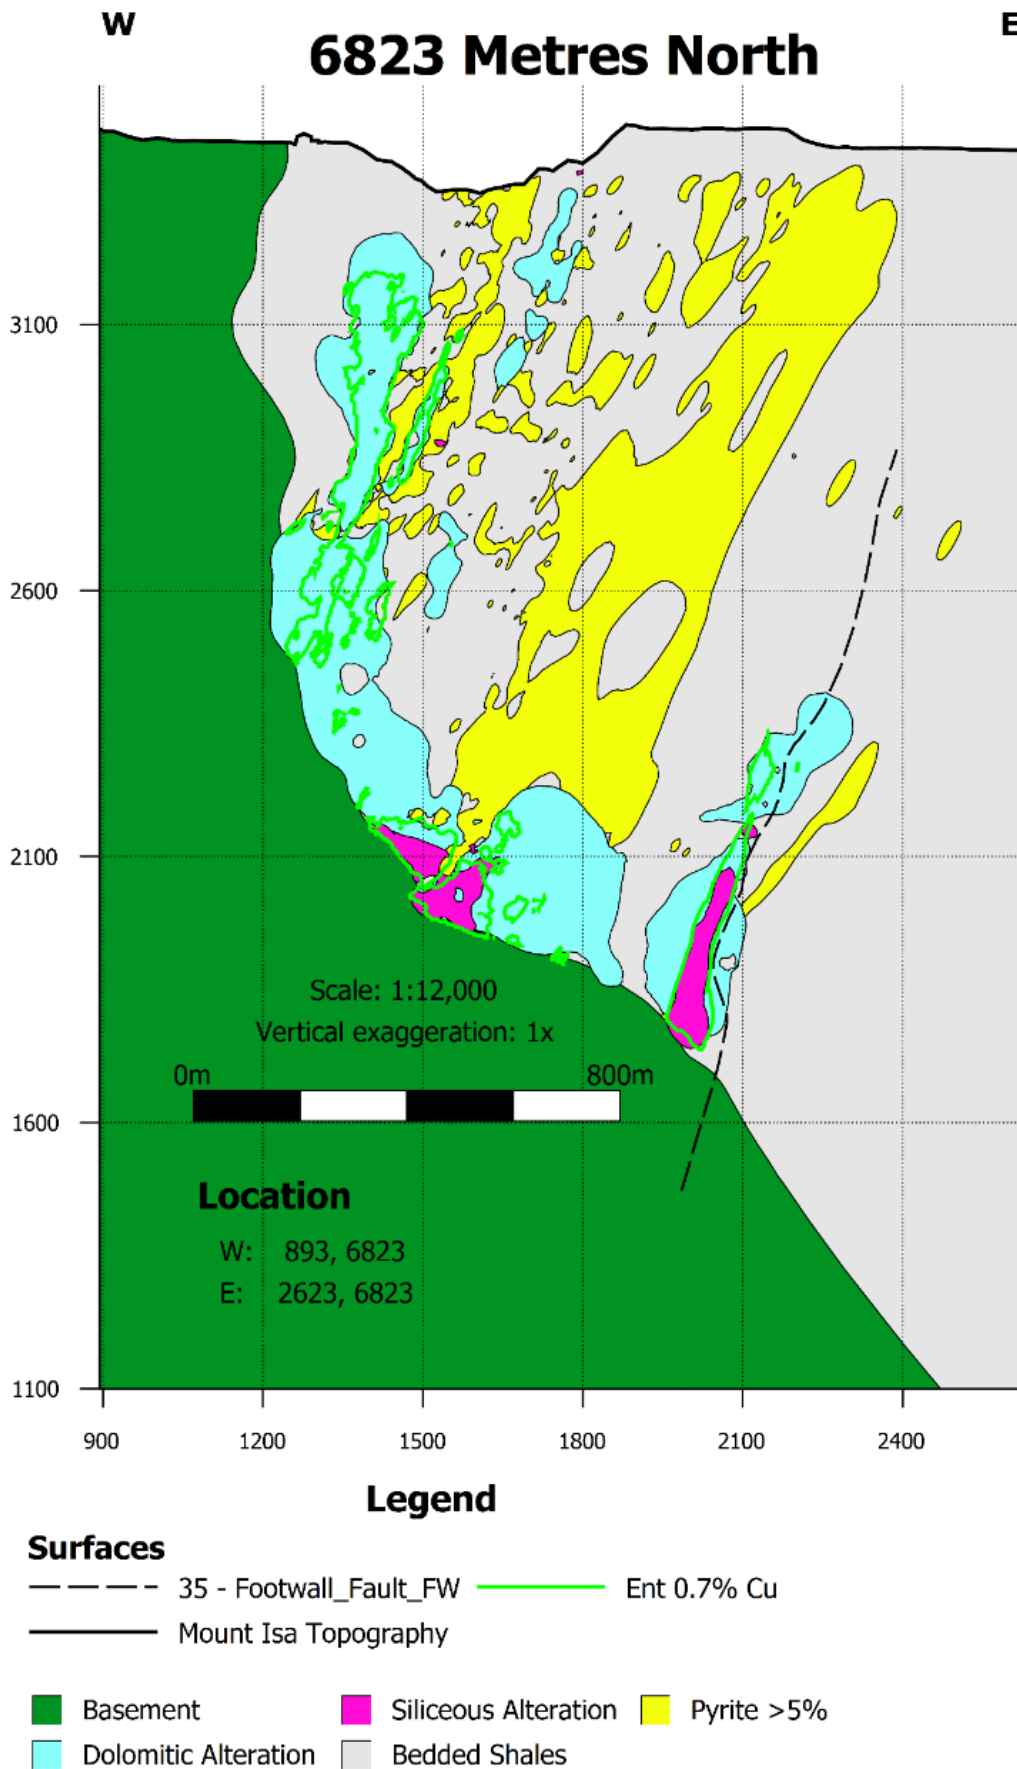 W
E
6823 Metres North
3100
2600
2100
Scale: 1:12,000
Vertical exaggeration: 1x
0m 800m
1600
Location
W: 893, 6823
E: 2623, 6823
1100
900 1200 1500 1800 2100 2400
Legend
Surfaces
35 - Footwall_Fault_FW Ent 0.7% Cu
Mount Isa Topography
Basement Siliceous Alteration Pyrite >5%
Dolomitic Alteration Bedded Shales